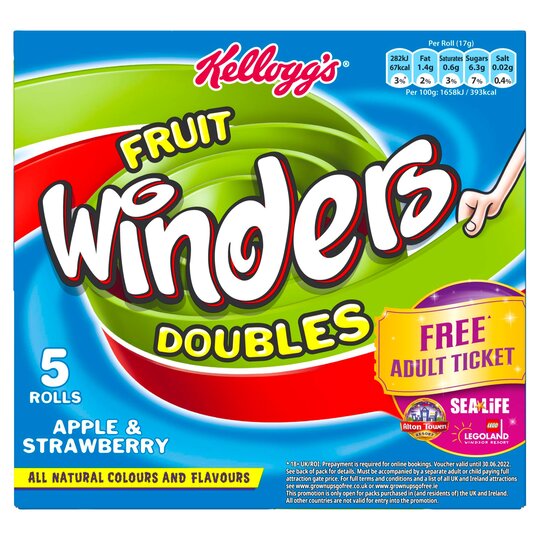 Kellogg's®
Per Roll (17g)
282kJ 67kcal 3%*
Fat 1.4g 2%
Saturates 0.6g 3%
Sugars 6.3g 7%
Salt 0.02g 0.4%
Per 100g: 1658kJ / 393kcal
FRUIT
Winders
DOUBLES
5
ROLLS
APPLE &
STRAWBERRY
ALL NATURAL COLOURS AND FLAVOURS
FREE^
ADULT TICKET
Alton Towers
RESORT
SEA LIFE
LEGO
LEGOLAND
WINDSOR RESORT
^18+ UK/ROI: Prepayment is required for online bookings. Voucher valid until 30.06.2022.
See back of pack for details. Must be accompanied by a separate adult or child paying full
attraction gate price. For full terms and conditions and a list of all UK and Ireland attractions
see www.grownupsgofree.co.uk or www.grownupsgofree.ie
This promotion is only open for packs purchased in (and residents of) the UK and Ireland.
All other countries are not valid for entry into the promotion.